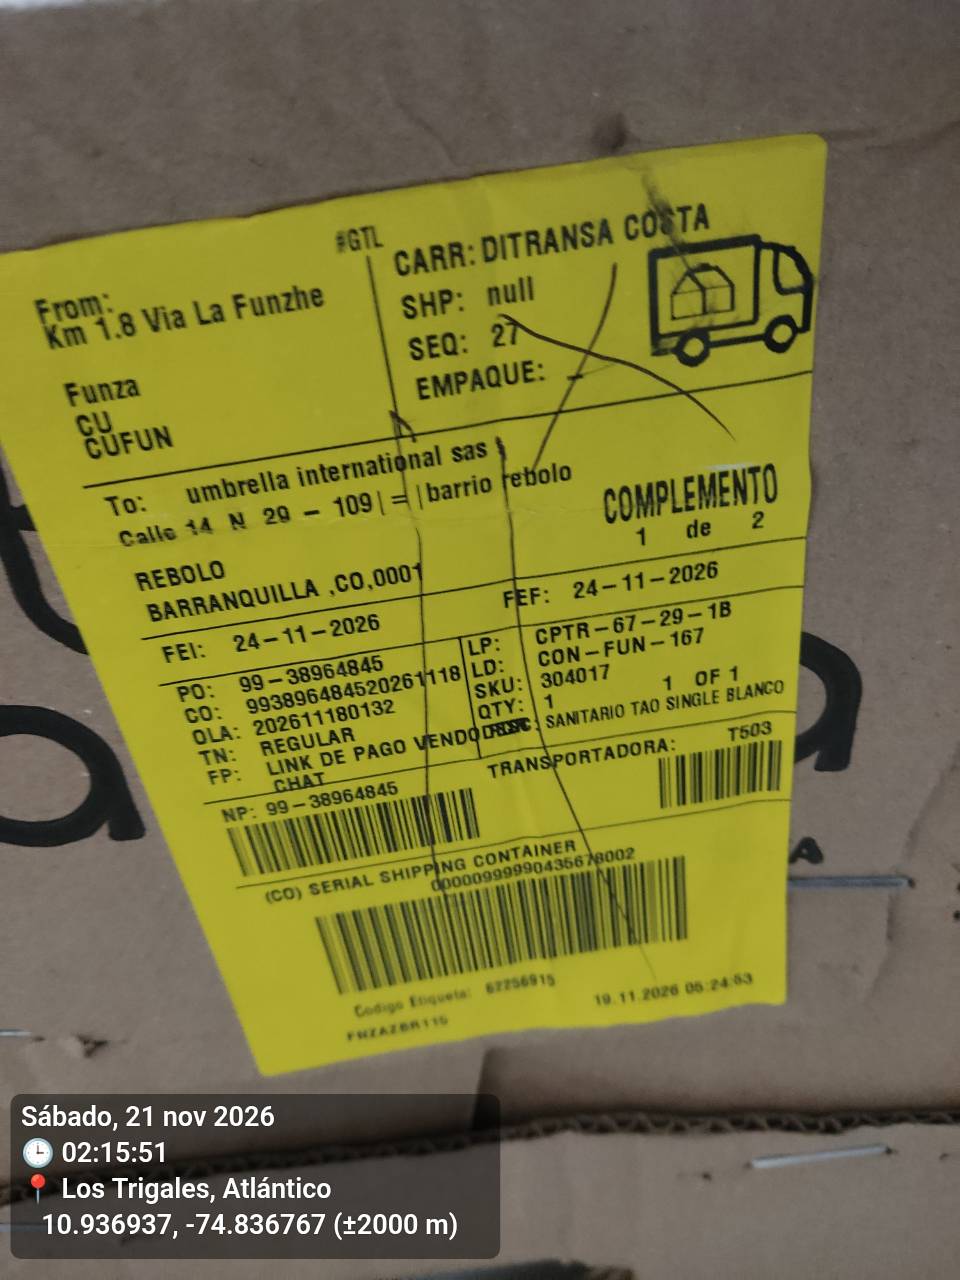 #GTL
From:
Km 1.8 Via La Funzhe
Funza
CU
CUFUN
CARR: DITRANSA COSTA
SHP: null
SEQ: 27
EMPAQUE: -
To: umbrella international sas
Calle 14 N 29 - 109| = |barrio rebolo
REBOLO
BARRANQUILLA ,CO,0001
COMPLEMENTO
1 de 2
FEI: 24-11-2026
FEF: 24-11-2026
PO: 99-38964845
CO: 993896484520261118
OLA: 202611180132
TN: REGULAR
FP: LINK DE PAGO VENDO
CHAT
LP: CPTR-67-29-1B
LD: CON-FUN-167
SKU: 304017
QTY: 1 1 OF 1
SANITARIO TAO SINGLE BLANCO
NP: 99-38964845
TRANSPORTADORA: T503
(CO) SERIAL SHIPPING CONTAINER
Codigo Etiqueta: 67256915
19.11.2026 05:24:53
FNZAZBR115
A
Sábado, 21 nov 2026
02:15:51
Los Trigales, Atlántico
10.936937, -74.836767 (±2000 m)